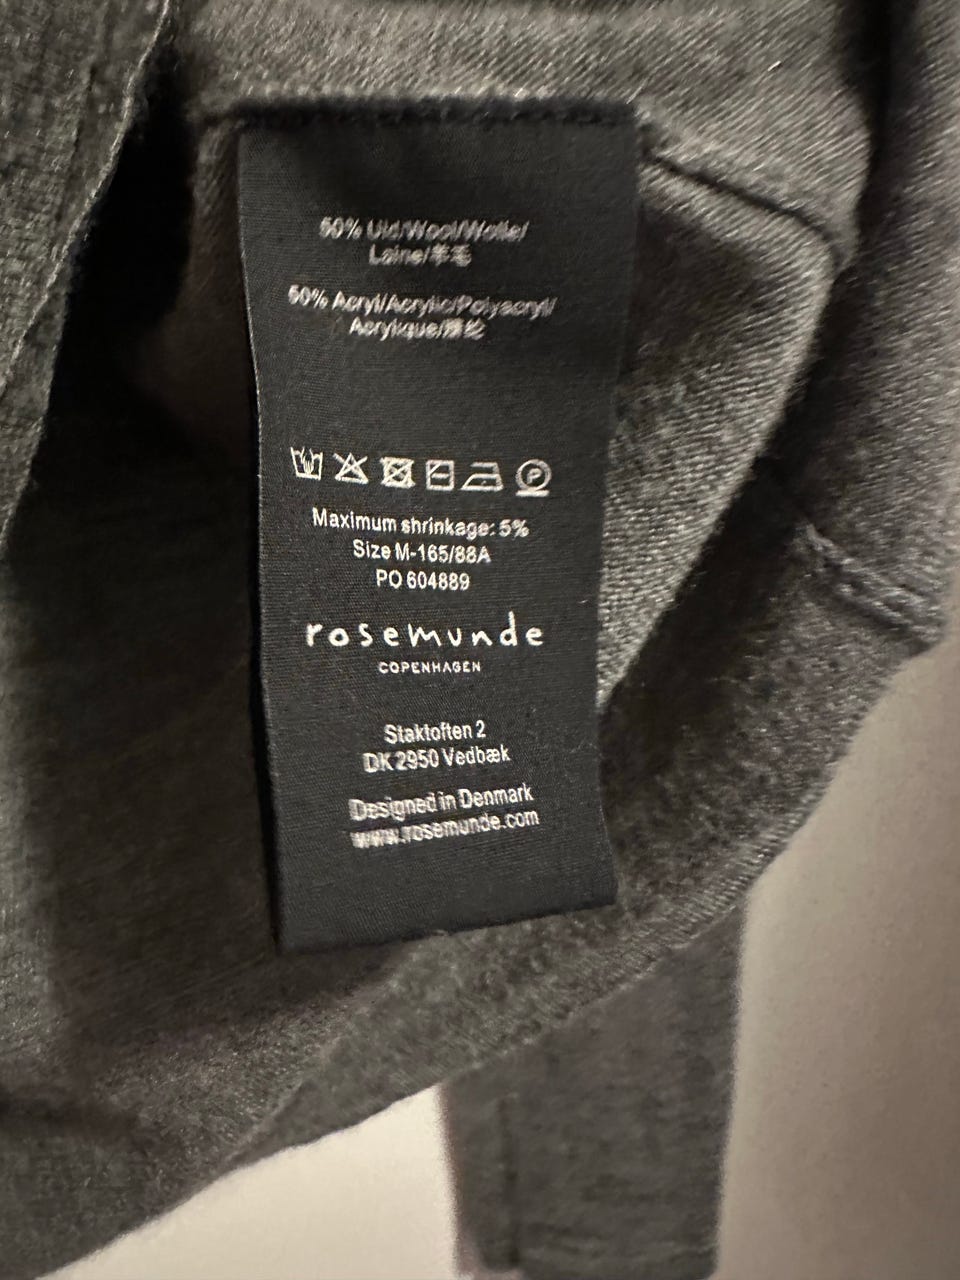 50% Uld/Wool/Wolle/
Laine/羊毛
50% Acryl/Acrylic/Polyacryl/
Acrylique/腈纶
Maximum shrinkage: 5%
Size M-165/88A
PO 604889
rosemunde
COPENHAGEN
Staktoften 2
DK 2950 Vedbæk
Designed in Denmark
www.rosemunde.com